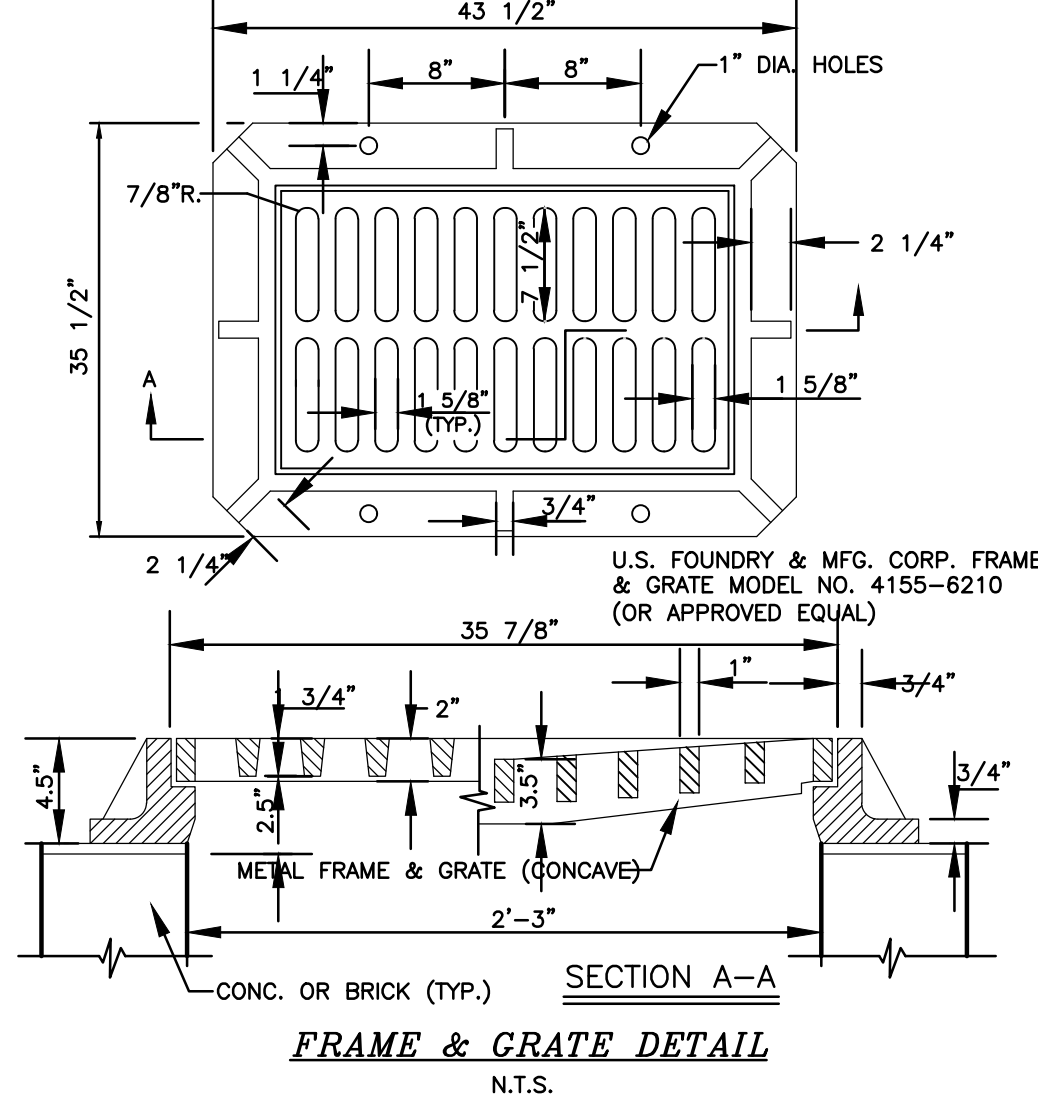 43 1/2"
8"
8"
1" DIA. HOLES
1 1/4"
7/8"R.
7 1/2"
2 1/4"
35 1/2"
A
1 5/8"
(TYP.)
1 5/8"
3/4"
2 1/4"
U.S. FOUNDRY & MFG. CORP. FRAME
& GRATE MODEL NO. 4155-6210
(OR APPROVED EQUAL)
35 7/8"
1"
3/4"
1 3/4"
2"
4.5"
2.5"
3.5"
3/4"
METAL FRAME & GRATE (CONCAVE)
2'-3"
CONC. OR BRICK (TYP.)
SECTION A-A
FRAME & GRATE DETAIL
N.T.S.